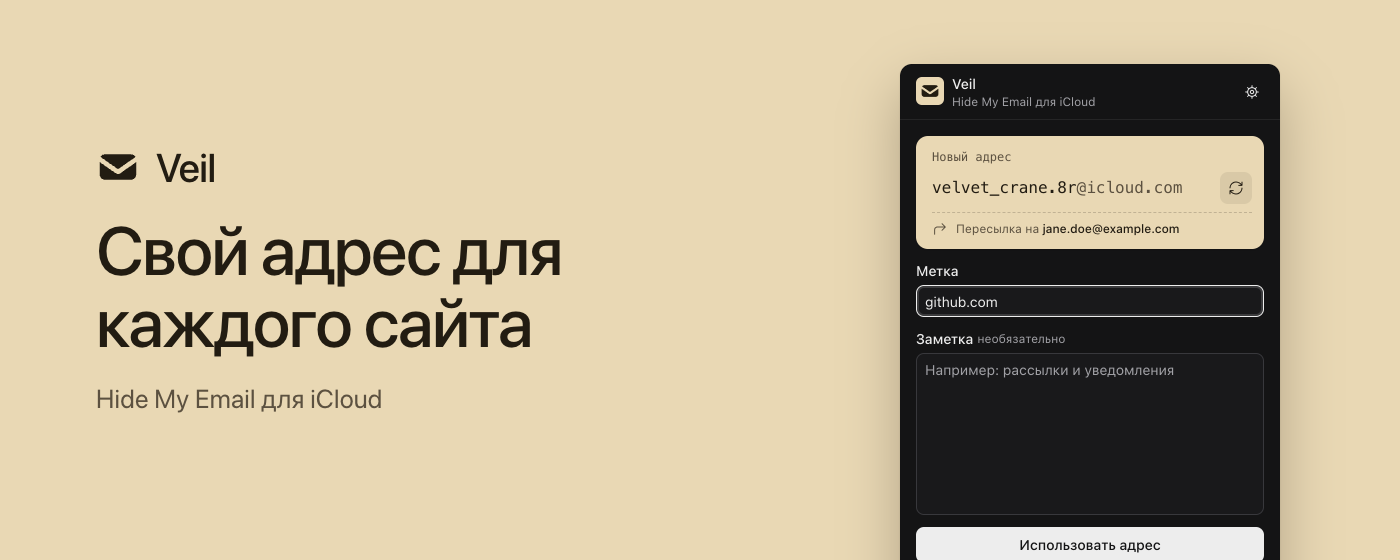 Veil
Свой адрес для
каждого сайта
Hide My Email для iCloud
Veil
Hide My Email для iCloud
Новый адрес
velvet_crane.8r@icloud.com
Пересылка на jane.doe@example.com
Метка
github.com
Заметка необязательно
Например: рассылки и уведомления
Использовать адрес